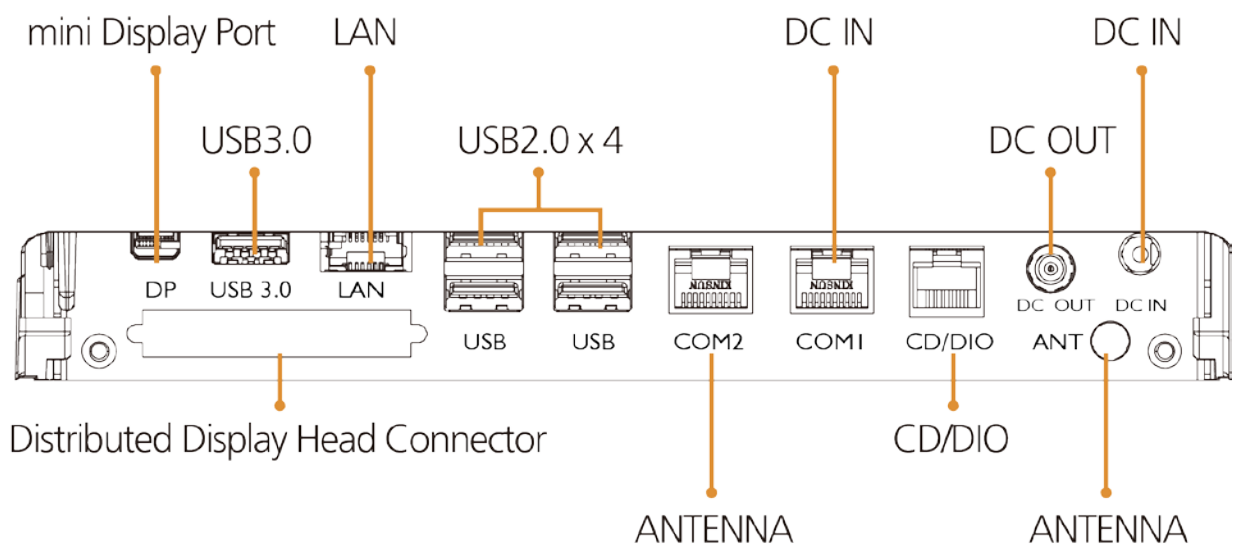 mini Display Port LAN DC IN DC IN
USB3.0 USB2.0 x 4 DC OUT
KINSUN KINSUN
DP USB 3.0 LAN DC OUT DC IN
USB USB COM2 COM1 CD/DIO ANT
Distributed Display Head Connector CD/DIO
ANTENNA ANTENNA